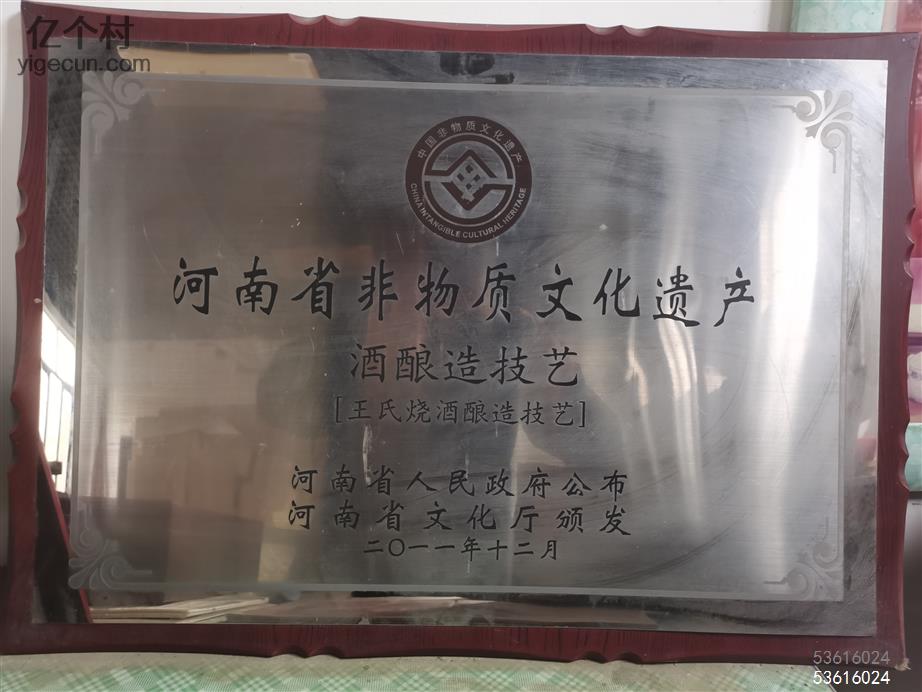 亿个村
yigecun.com
中国非物质文化遗产
CHINA INTANGIBLE CULTURAL HERITAGE
河南省非物质文化遗产
酒酿造技艺
[王氏烧酒酿造技艺]
河南省人民政府公布
河南省文化厅颁发
二〇一一年十二月
53616024
53616024